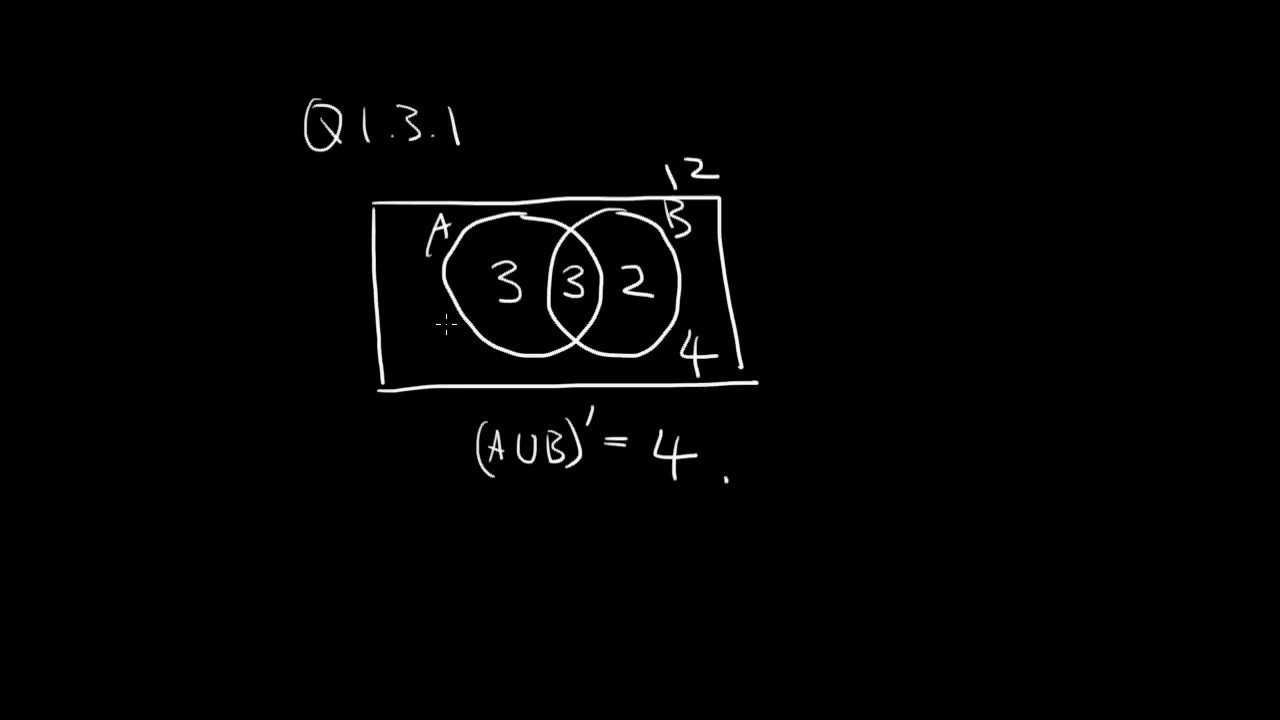 Q1.3.1
12
A B
3 3 2
4
(A∪B)' = 4.